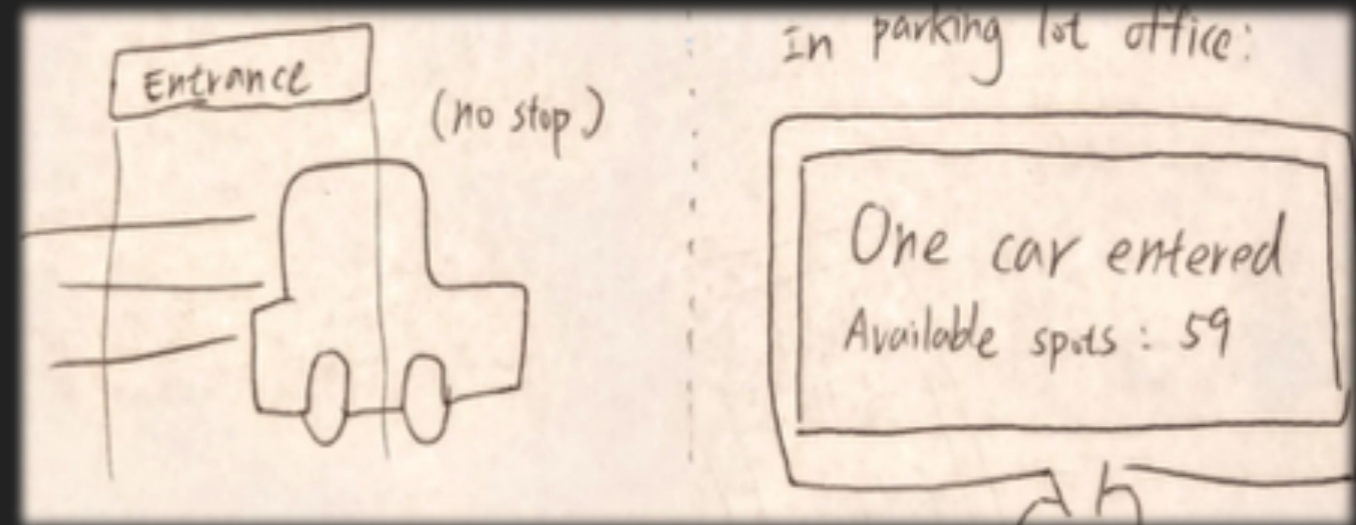 Entrance
(no stop)
In parking lot office:
One car entered
Available spots : 59